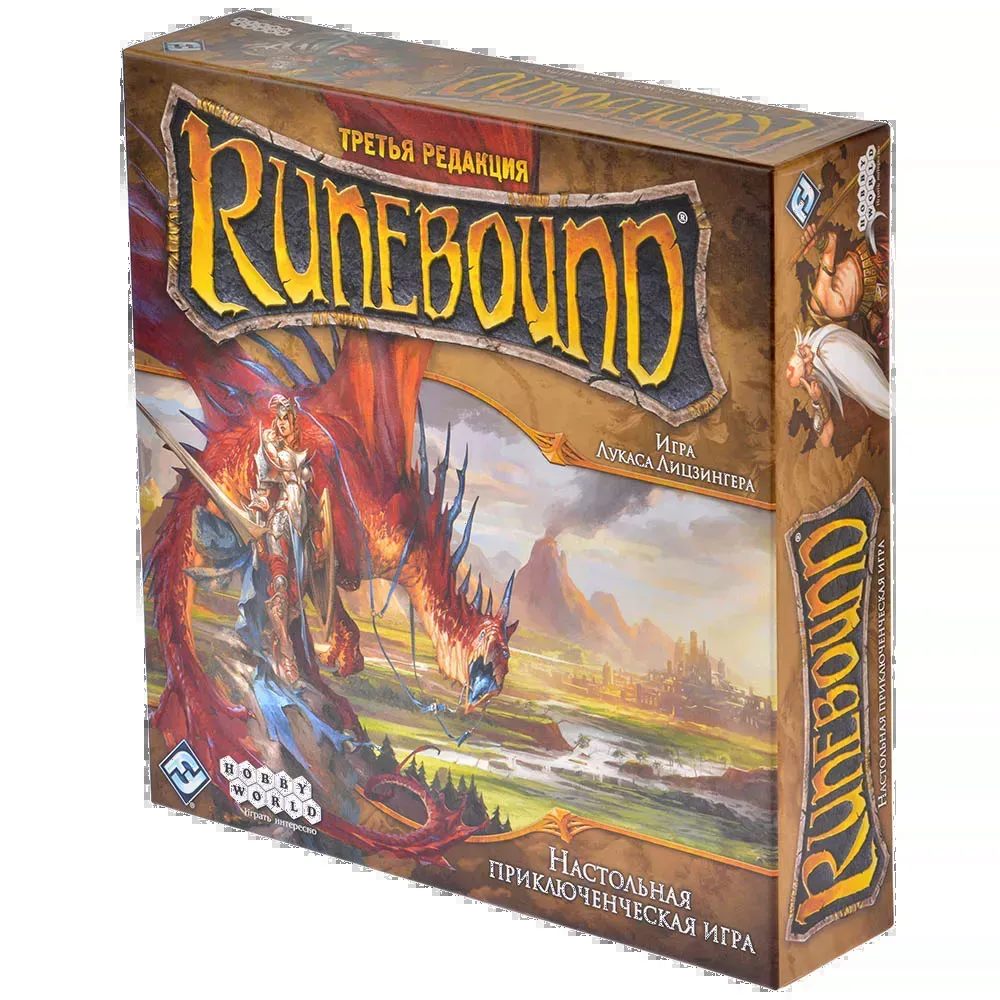 RUNEBOUND
ТРЕТЬЯ РЕДАКЦИЯ
RUNEBOUND®
ИГРА
ЛУКАСА ЛИЦЗИНГЕРА
HOBBY
WORLD
Играть интересно
НАСТОЛЬНАЯ
ПРИКЛЮЧЕНЧЕСКАЯ ИГРА
HOBBY
WORLD
RUNEBOUND®
НАСТОЛЬНАЯ ПРИКЛЮЧЕНЧЕСКАЯ ИГРА